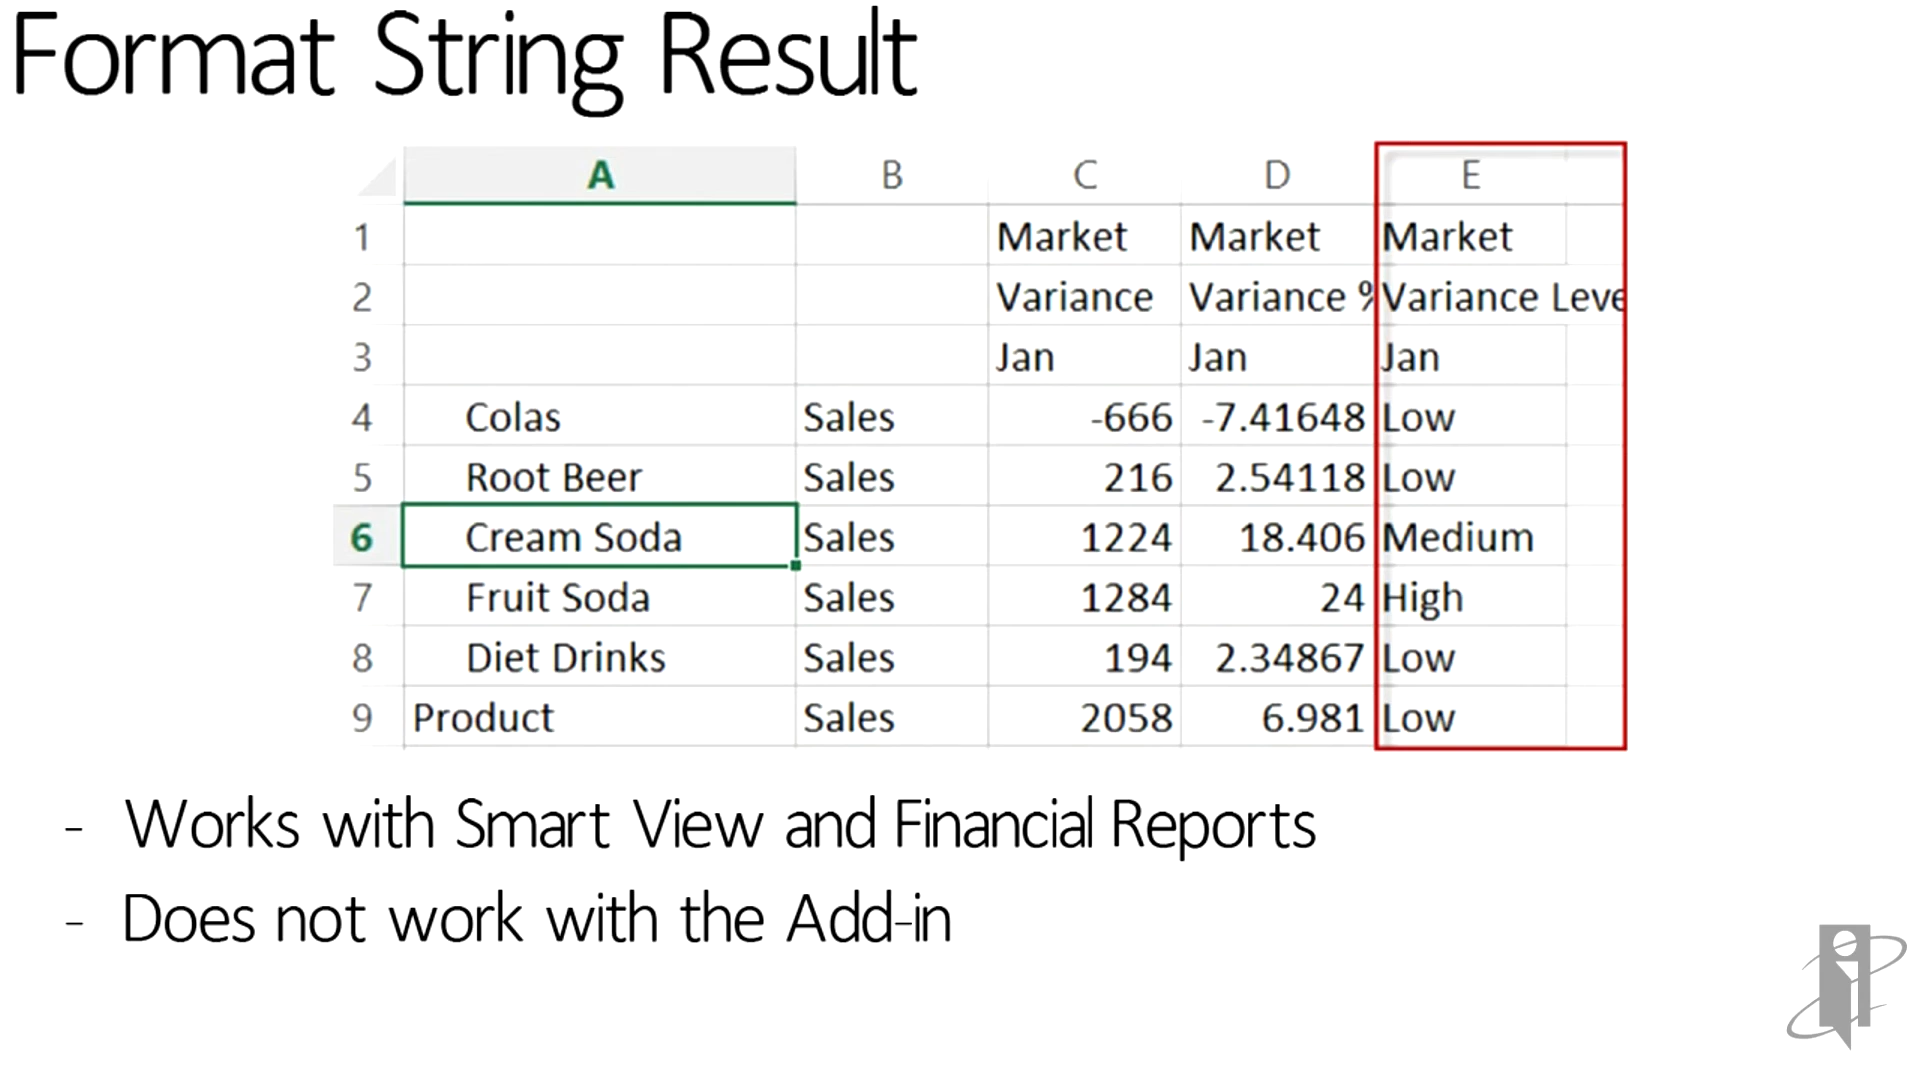 Format String Result
A B C D E
1 Market Market Market
2 Variance Variance % Variance Leve
3 Jan Jan Jan
4 Colas Sales -666 -7.41648 Low
5 Root Beer Sales 216 2.54118 Low
6 Cream Soda Sales 1224 18.406 Medium
7 Fruit Soda Sales 1284 24 High
8 Diet Drinks Sales 194 2.34867 Low
9 Product Sales 2058 6.981 Low
- Works with Smart View and Financial Reports
- Does not work with the Add-in